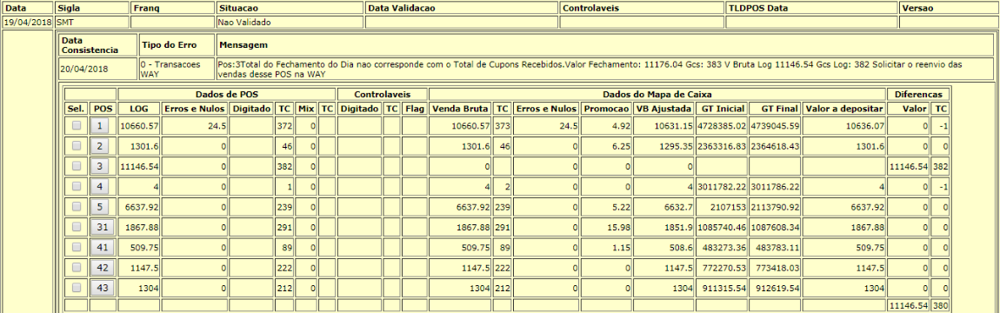 Data Sigla Franq Situacao Data Validacao Controlaveis TLDPOS Data Versao
19/04/2018 SMT Nao Validado
Data Consistencia Tipo do Erro Mensagem
20/04/2018 0 - Transacoes WAY Pos:3Total do Fechamento do Dia nao corresponde com o Total de Cupons Recebidos.Valor Fechamento: 11176.04 Gcs: 383 V Bruta Log 11146.54 Gcs Log: 382 Solicitar o reenvio das
vendas desse POS na WAY
Dados de POS Controlaveis Dados do Mapa de Caixa Diferencas
Sel. POS LOG Erros e Nulos Digitado TC Mix TC Digitado TC Flag Venda Bruta TC Erros e Nulos Promocao VB Ajustada GT Inicial GT Final Valor a depositar Valor TC
1 10660.57 24.5 372 0 10660.57 373 24.5 4.92 10631.15 4728385.02 4739045.59 10636.07 0 -1
2 1301.6 0 46 0 1301.6 46 0 6.25 1295.35 2363316.83 2364618.43 1301.6 0 0
3 11146.54 0 382 0 0 0 0 0 11146.54 382
4 4 0 1 0 4 2 0 0 4 3011782.22 3011786.22 4 0 -1
5 6637.92 0 239 0 6637.92 239 0 5.22 6632.7 2107153 2113790.92 6637.92 0 0
31 1867.88 0 291 0 1867.88 291 0 15.98 1851.9 1085740.46 1087608.34 1867.88 0 0
41 509.75 0 89 0 509.75 89 0 1.15 508.6 483273.36 483783.11 509.75 0 0
42 1147.5 0 222 0 1147.5 222 0 0 1147.5 772270.53 773418.03 1147.5 0 0
43 1304 0 212 0 1304 212 0 0 1304 911315.54 912619.54 1304 0 0
11146.54 380